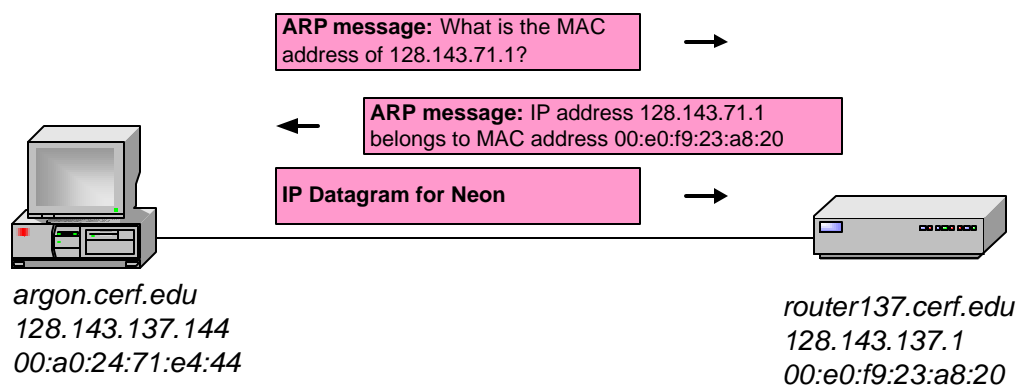 ARP message: What is the MAC
address of 128.143.71.1?
ARP message: IP address 128.143.71.1
belongs to MAC address 00:e0:f9:23:a8:20
IP Datagram for Neon
argon.cerf.edu
128.143.137.144
00:a0:24:71:e4:44
router137.cerf.edu
128.143.137.1
00:e0:f9:23:a8:20